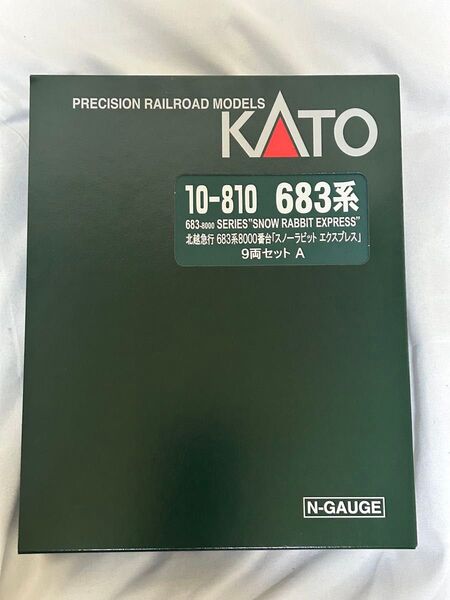 PRECISION RAILROAD MODELS
KATO
10-810 683系
683-8000 SERIES"SNOW RABBIT EXPRESS"
北越急行 683系8000番台「スノーラビット エクスプレス」
9両セット A
N-GAUGE